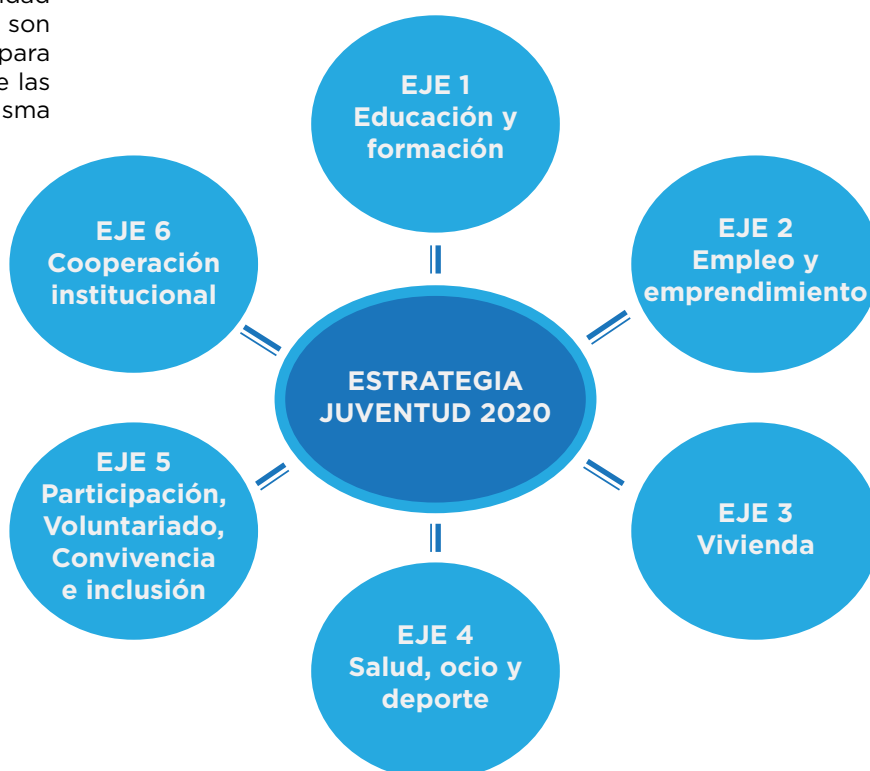 son
para
e las
EJE 1
Educación y
formación
EJE 2
Empleo y
emprendimiento
EJE 3
Vivienda
EJE 4
Salud, ocio y
deporte
EJE 5
Participación,
Voluntariado,
Convivencia
e inclusión
EJE 6
Cooperación
institucional
ESTRATEGIA
JUVENTUD 2020